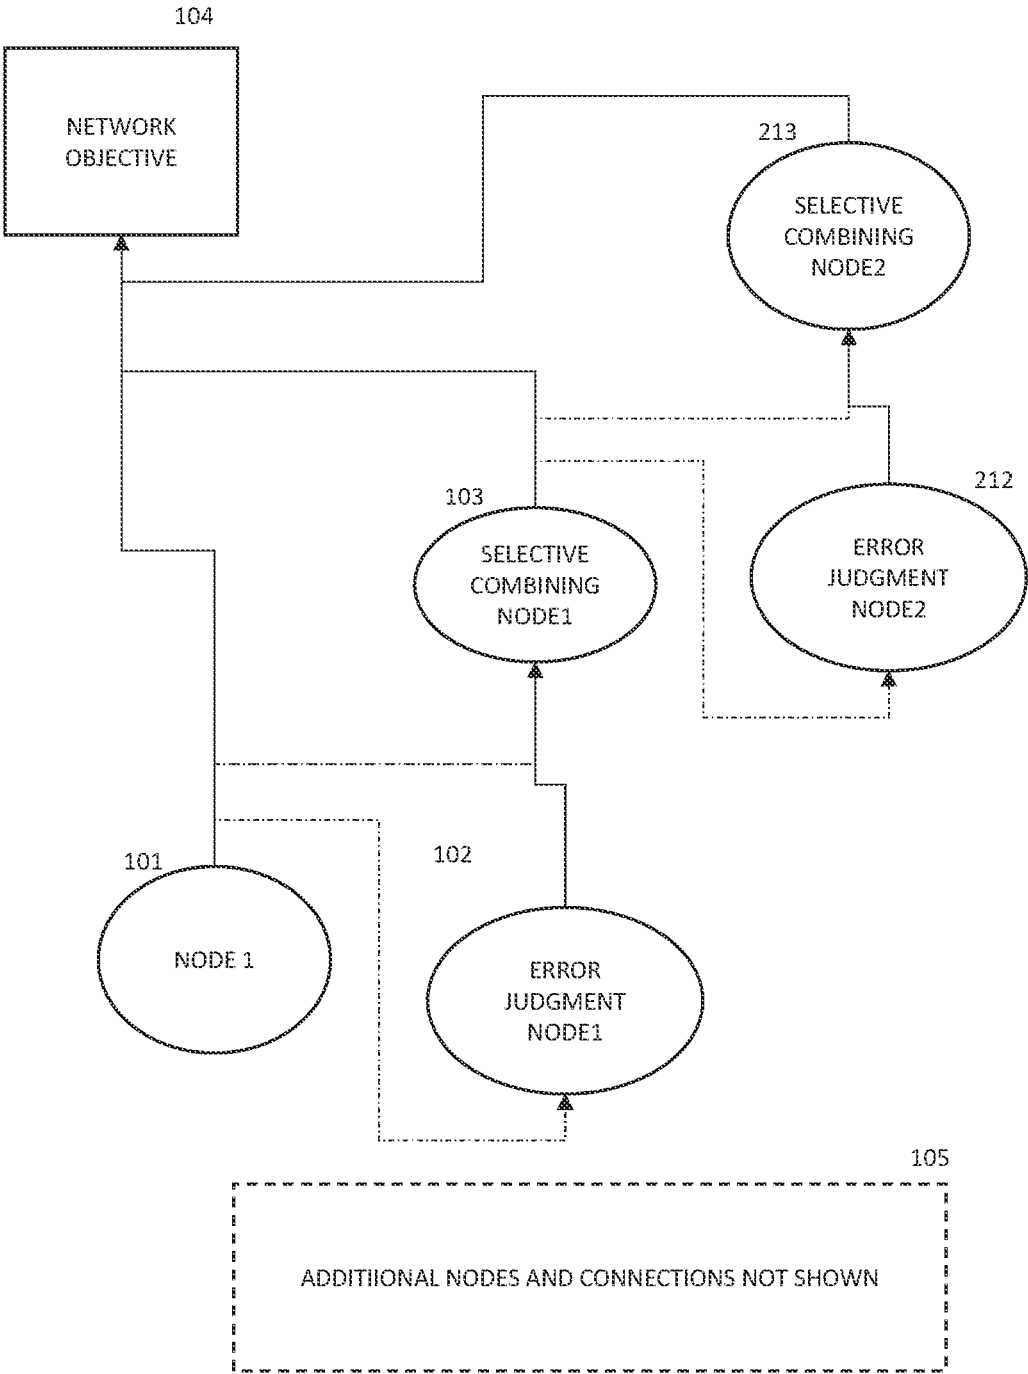 104
NETWORK
OBJECTIVE
213
SELECTIVE
COMBINING
NODE2
103
SELECTIVE
COMBINING
NODE1
212
ERROR
JUDGMENT
NODE2
101
NODE 1
102
ERROR
JUDGMENT
NODE1
105
ADDITIIONAL NODES AND CONNECTIONS NOT SHOWN